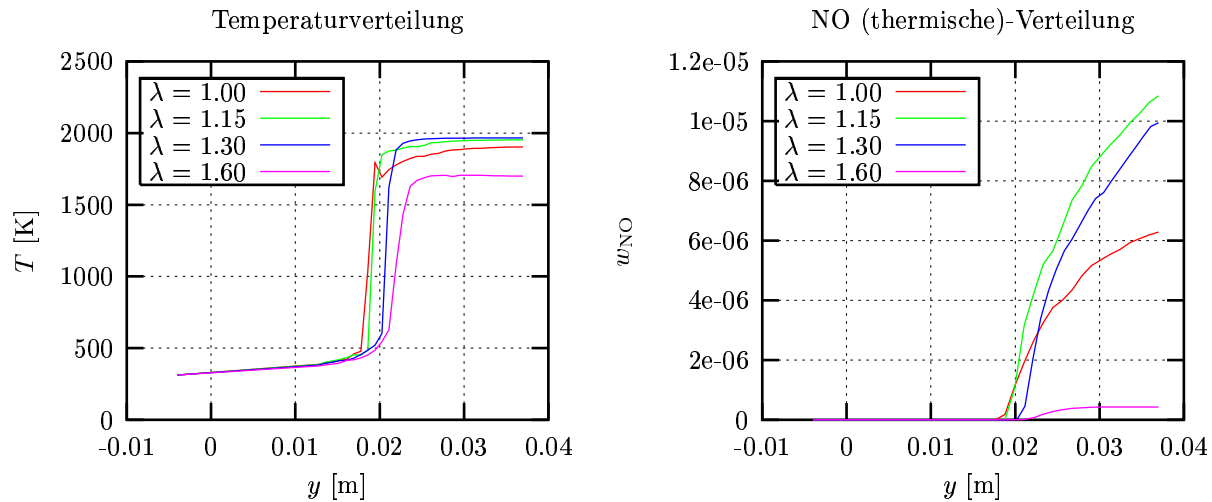 Temperaturverteilung
2500
2000
1500
1000
500
0
-0.01
0
0.01
0.02
0.03
0.04
T [K]
y [m]
λ = 1.00
λ = 1.15
λ = 1.30
λ = 1.60
NO (thermische)-Verteilung
1.2e-05
1e-05
8e-06
6e-06
4e-06
2e-06
0
-0.01
0
0.01
0.02
0.03
0.04
wNO
y [m]
λ = 1.00
λ = 1.15
λ = 1.30
λ = 1.60